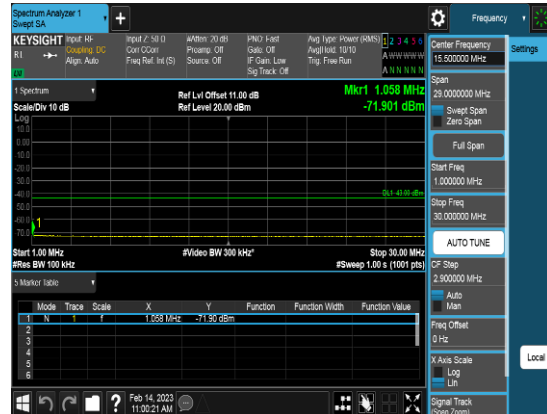 Spectrum Analyzer 1
Swept SA
+
Frequency
KEYSIGHT
R1
LXI
Input: RF
Coupling: DC
Align: Auto
Input Z: 50 Ω
Corr CCorr
Freq Ref: Int (S)
#Atten: 20 dB
Preamp: Off
Source: Off
PNO: Fast
Gate: Off
IF Gain: Low
Sig Track: Off
Avg Type: Power (RMS)
Avg|Hold: 10/10
Trig: Free Run
1 2 3 4 5 6
A W W W W W
A N N N N N
1 Spectrum
Scale/Div 10 dB
Ref Lvl Offset 11.00 dB
Ref Level 20.00 dBm
Mkr1 1.058 MHz
-71.901 dBm
Log
10.0
0.00
-10.0
-20.0
-30.0
-40.0
-50.0
-60.0
-70.0
DL1 -43.00 dBm
1
Start 1.00 MHz
#Res BW 100 kHz
#Video BW 300 kHz*
Stop 30.00 MHz
#Sweep 1.00 s (1001 pts)
5 Marker Table
Mode Trace Scale X Y Function Function Width Function Value
1 N 1 f 1.058 MHz -71.90 dBm
2
3
4
5
6
Feb 14, 2023
11:00:21 AM
?
Center Frequency
15.500000 MHz
Settings
Span
29.0000000 MHz
Swept Span
Zero Span
Full Span
Start Freq
1.000000 MHz
Stop Freq
30.000000 MHz
AUTO TUNE
CF Step
2.900000 MHz
Auto
Man
Freq Offset
0 Hz
X Axis Scale
Log
Lin
Local
Signal Track
(Span Zoom)